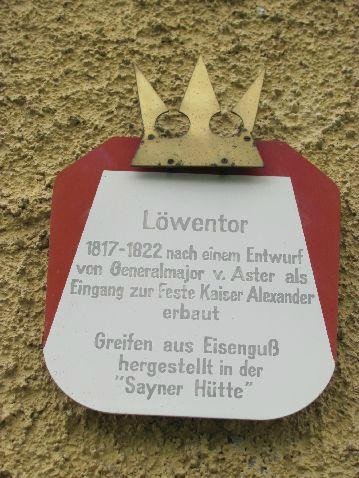 Löwentor
1817-1822 nach einem Entwurf
von Generalmajor v. Aster als
Eingang zur Feste Kaiser Alexander
erbaut
Greifen aus Eisenguß
hergestellt in der
"Sayner Hütte"